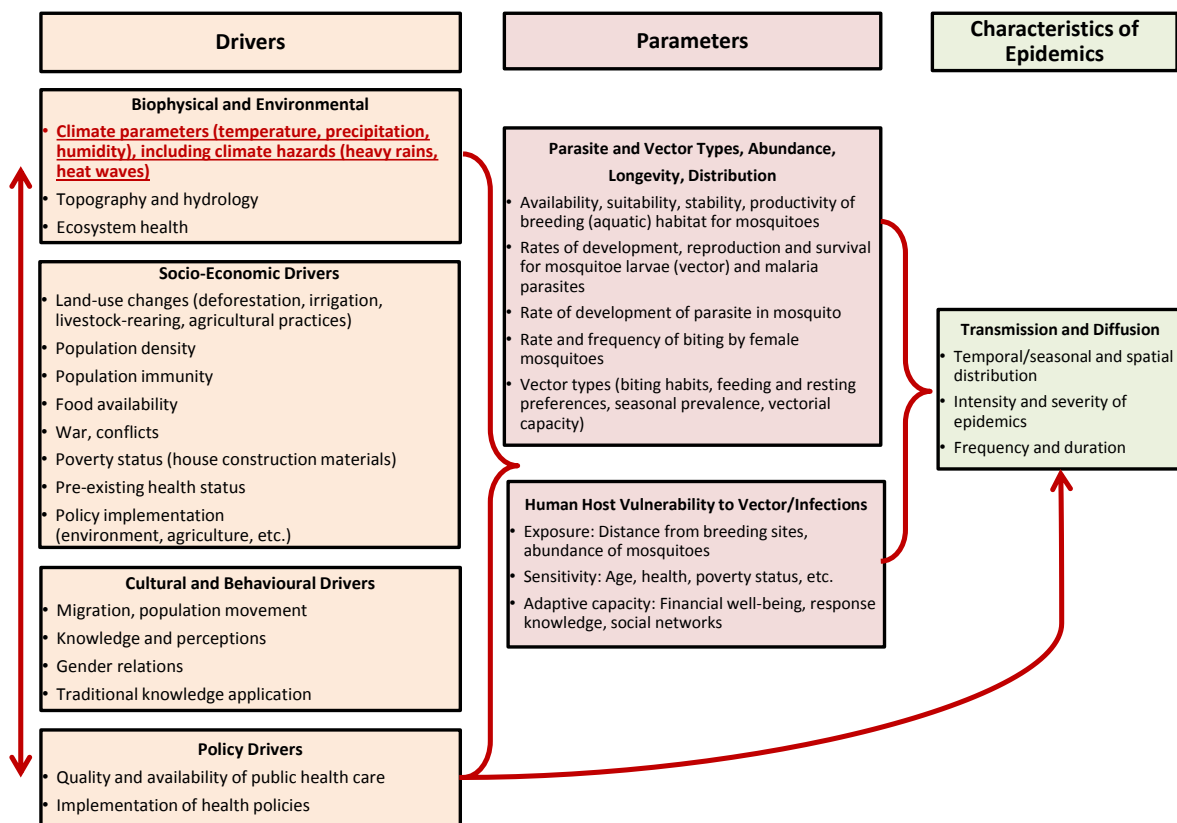 Drivers
Biophysical and Environmental
• Climate parameters (temperature, precipitation,
humidity), including climate hazards (heavy rains,
heat waves)
• Topography and hydrology
• Ecosystem health
Socio-Economic Drivers
• Land-use changes (deforestation, irrigation,
livestock-rearing, agricultural practices)
• Population density
• Population immunity
• Food availability
• War, conflicts
• Poverty status (house construction materials)
• Pre-existing health status
• Policy implementation
(environment, agriculture, etc.)
Cultural and Behavioural Drivers
• Migration, population movement
• Knowledge and perceptions
• Gender relations
• Traditional knowledge application
Policy Drivers
• Quality and availability of public health care
• Implementation of health policies
Parameters
Parasite and Vector Types, Abundance,
Longevity, Distribution
• Availability, suitability, stability, productivity of
breeding (aquatic) habitat for mosquitoes
• Rates of development, reproduction and survival
for mosquitoe larvae (vector) and malaria
parasites
• Rate of development of parasite in mosquito
• Rate and frequency of biting by female
mosquitoes
• Vector types (biting habits, feeding and resting
preferences, seasonal prevalence, vectorial
capacity)
Human Host Vulnerability to Vector/Infections
• Exposure: Distance from breeding sites,
abundance of mosquitoes
• Sensitivity: Age, health, poverty status, etc.
• Adaptive capacity: Financial well-being, response
knowledge, social networks
Characteristics of
Epidemics
Transmission and Diffusion
• Temporal/seasonal and spatial
distribution
• Intensity and severity of
epidemics
• Frequency and duration